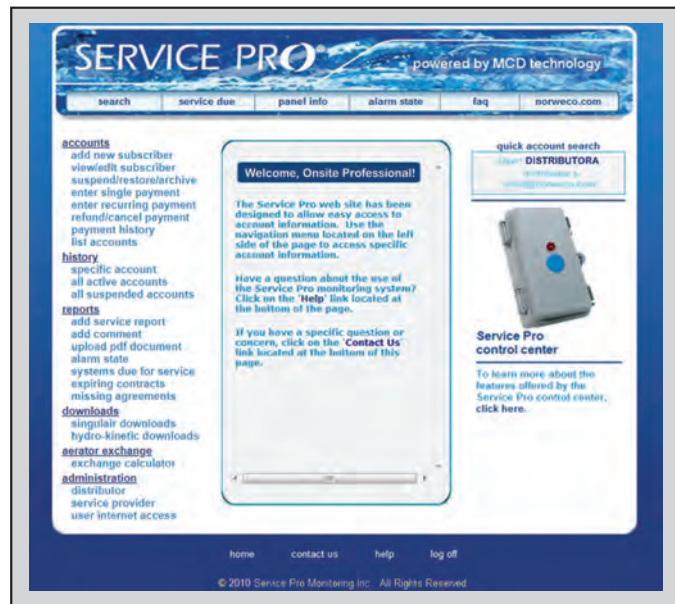 SERVICE PRO®
powered by MCD technology
search service due panel info alarm state faq norweco.com
accounts
add new subscriber
view/edit subscriber
suspend/restore/archive
enter single payment
enter recurring payment
refund/cancel payment
payment history
list accounts
history
specific account
all active accounts
all suspended accounts
reports
add service report
add comment
upload pdf document
alarm state
systems due for service
expiring contracts
missing agreements
downloads
singulair downloads
hydro-kinetic downloads
aerator exchange
exchange calculator
administration
distributor
service provider
user internet access
Welcome, Onsite Professional!
The Service Pro web site has been
designed to allow easy access to
account information. Use the
navigation menu located on the left
side of the page to access specific
account information.
Have a question about the use of
the Service Pro monitoring system?
Click on the 'Help' link located at
the bottom of the page.
If you have a specific question or
concern, click on the 'Contact Us'
link located at the bottom of this
page.
quick account search
DISTRIBUTORA
Service Pro
control center
To learn more about the
features offered by the
Service Pro control center,
click here.
home contact us help log off
© 2010 Service Pro Monitoring Inc. All Rights Reserved